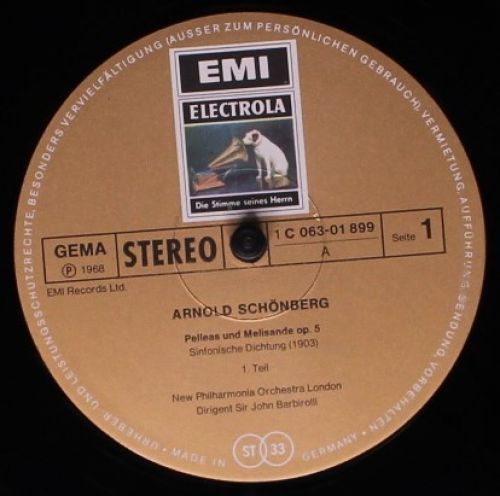 URHEBER- UND LEISTUNGSSCHUTZRECHTE, BESONDERS VERVIELFÄLTIGUNG (AUSSER ZUM PERSÖNLICHEN GEBRAUCH), VERMIETUNG, AUFFÜHRUNG, SENDUNG VORBEHALTEN
EMI
ELECTROLA
Die Stimme seines Herrn
GEMA
Ⓟ 1968
STEREO
1 C 063-01 899
A
Seite 1
EMI Records Ltd.
ARNOLD SCHÖNBERG
Pelleas und Melisande op. 5
Sinfonische Dichtung (1903)
1. Teil
New Philharmonia Orchestra London
Dirigent Sir John Barbirolli
• MADE IN ST 33 GERMANY •